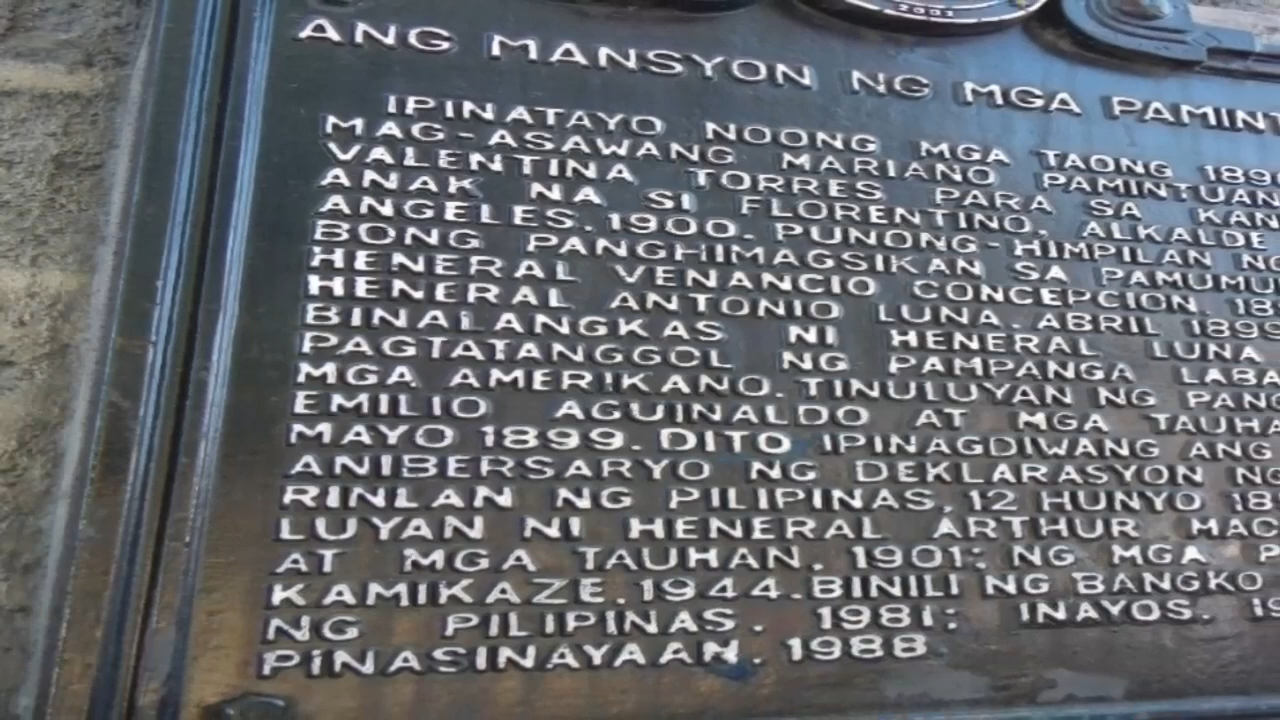 2001
ANG MANSYON NG MGA PAMINT
IPINATAYO NOONG MGA TAONG 189
MAG-ASAWANG MARIANO PAMINTUAN
VALENTINA TORRES PARA SA KAN
ANAK NA SI FLORENTINO, ALKALDE
ANGELES, 1900. PUNONG-HIMPILAN NG
BONG PANGHIMAGSIKAN SA PAMUMU
HENERAL VENANCIO CONCEPCION, 18
HENERAL ANTONIO LUNA, ABRIL 1899
BINALANGKAS NI HENERAL LUNA
PAGTATANGGOL NG PAMPANGA LABA
MGA AMERIKANO. TINULUYAN NG PANG
EMILIO AGUINALDO AT MGA TAUHA
MAYO 1899. DITO IPINAGDIWANG ANG
ANIBERSARYO NG DEKLARASYON NG
RINLAN NG PILIPINAS, 12 HUNYO 18
LUYAN NI HENERAL ARTHUR MAC
AT MGA TAUHAN, 1901; NG MGA P
KAMIKAZE, 1944. BINILI NG BANGKO
NG PILIPINAS, 1981; INAYOS, 19
PINASINAYAAN, 1988